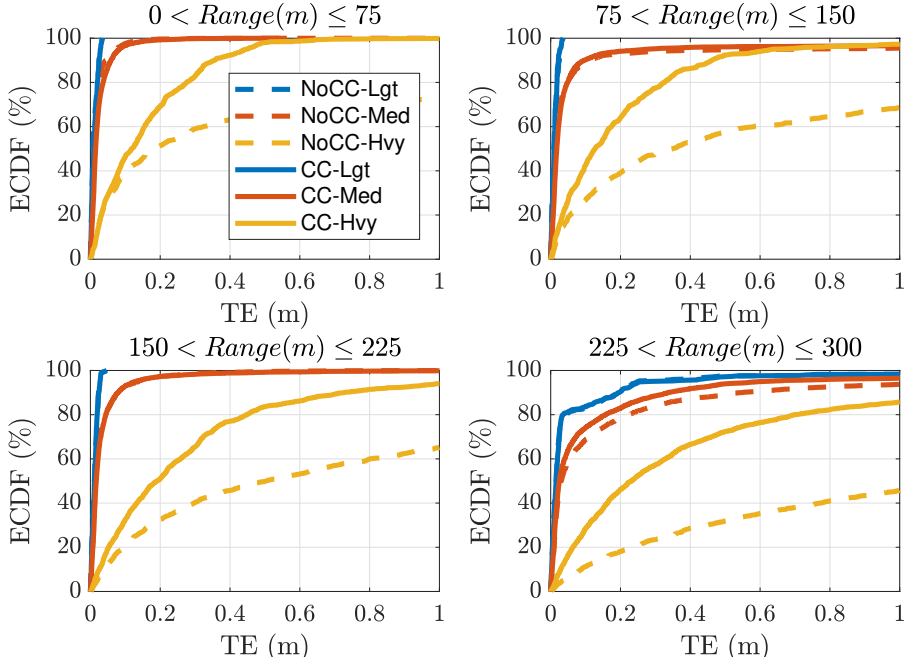 0 < Range(m) ≤ 75
100
80
60
40
20
0
ECDF (%)
0 0.2 0.4 0.6 0.8 1
TE (m)
NoCC-Lgt
NoCC-Med
NoCC-Hvy
CC-Lgt
CC-Med
CC-Hvy
75 < Range(m) ≤ 150
100
80
60
40
20
0
ECDF (%)
0 0.2 0.4 0.6 0.8 1
TE (m)
150 < Range(m) ≤ 225
100
80
60
40
20
0
ECDF (%)
0 0.2 0.4 0.6 0.8 1
TE (m)
225 < Range(m) ≤ 300
100
80
60
40
20
0
ECDF (%)
0 0.2 0.4 0.6 0.8 1
TE (m)